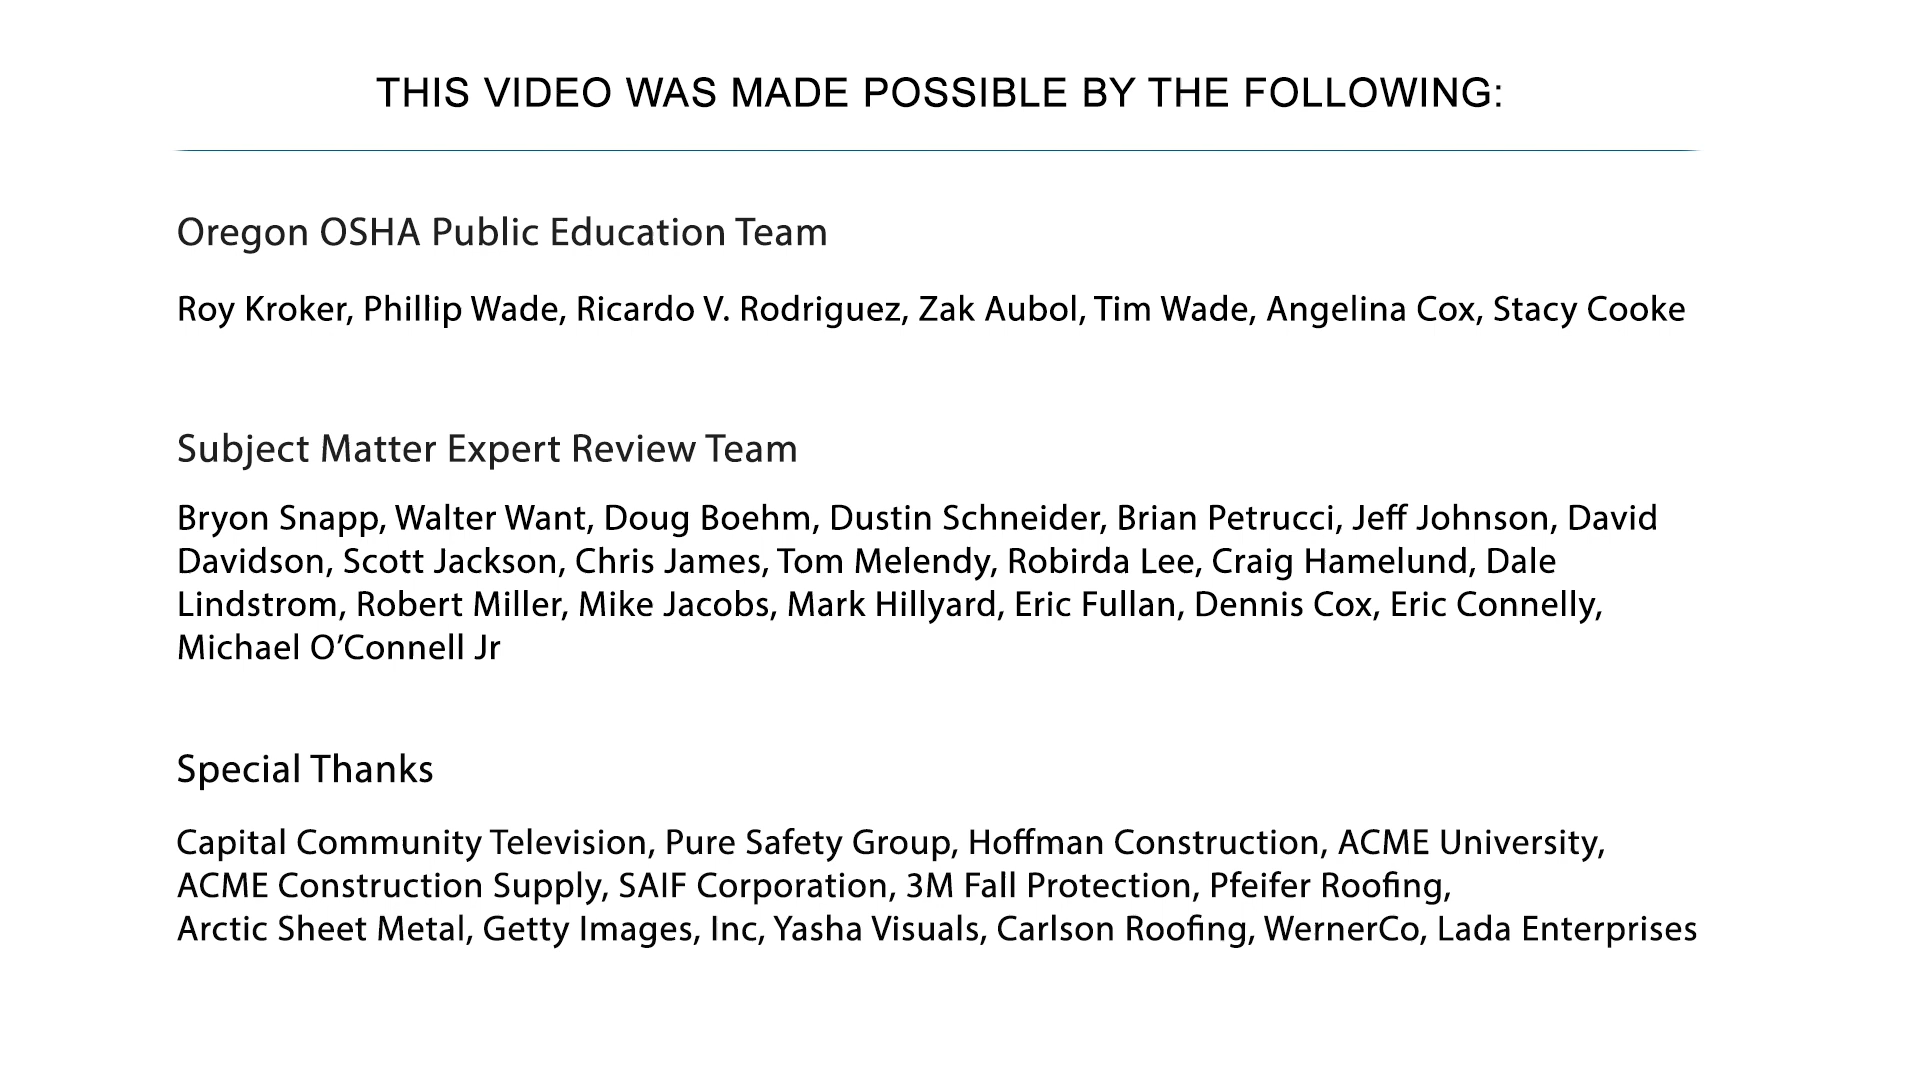 THIS VIDEO WAS MADE POSSIBLE BY THE FOLLOWING:
Oregon OSHA Public Education Team
Roy Kroker, Phillip Wade, Ricardo V. Rodriguez, Zak Aubol, Tim Wade, Angelina Cox, Stacy Cooke
Subject Matter Expert Review Team
Bryon Snapp, Walter Want, Doug Boehm, Dustin Schneider, Brian Petrucci, Jeff Johnson, David
Davidson, Scott Jackson, Chris James, Tom Melendy, Robirda Lee, Craig Hamelund, Dale
Lindstrom, Robert Miller, Mike Jacobs, Mark Hillyard, Eric Fullan, Dennis Cox, Eric Connelly,
Michael O’Connell Jr
Special Thanks
Capital Community Television, Pure Safety Group, Hoffman Construction, ACME University,
ACME Construction Supply, SAIF Corporation, 3M Fall Protection, Pfeifer Roofing,
Arctic Sheet Metal, Getty Images, Inc, Yasha Visuals, Carlson Roofing, WernerCo, Lada Enterprises